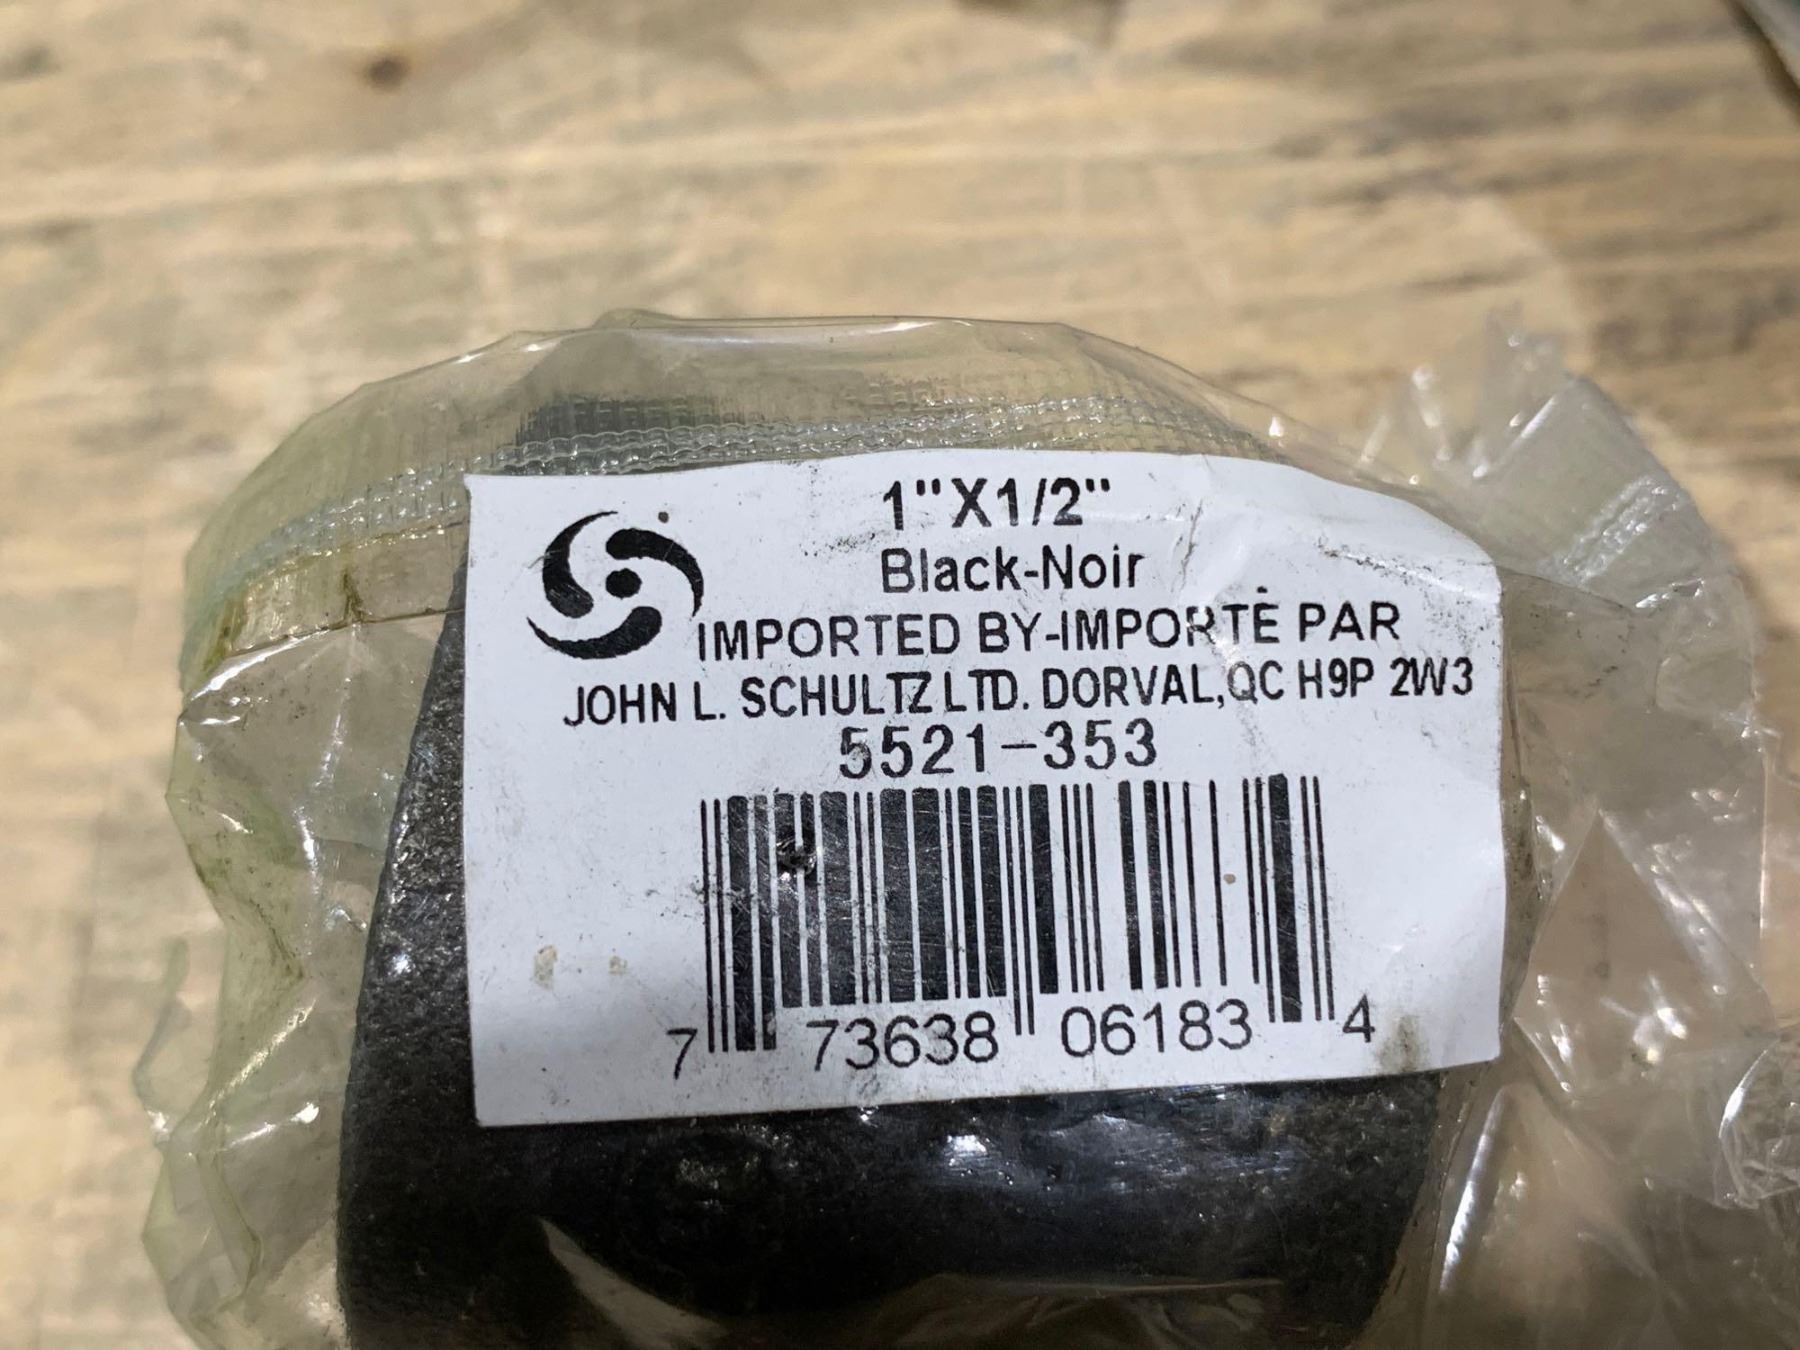 1"X1/2"
Black-Noir
IMPORTED BY-IMPORTÉ PAR
JOHN L. SCHULTZ LTD. DORVAL,QC H9P 2W3
5521-353
7 73638 06183 4